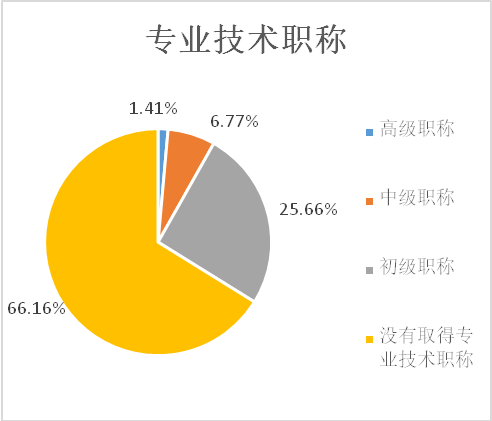 专业技术职称
1.41%
6.77%
25.66%
66.16%
高级职称
中级职称
初级职称
没有取得专
业技术职称